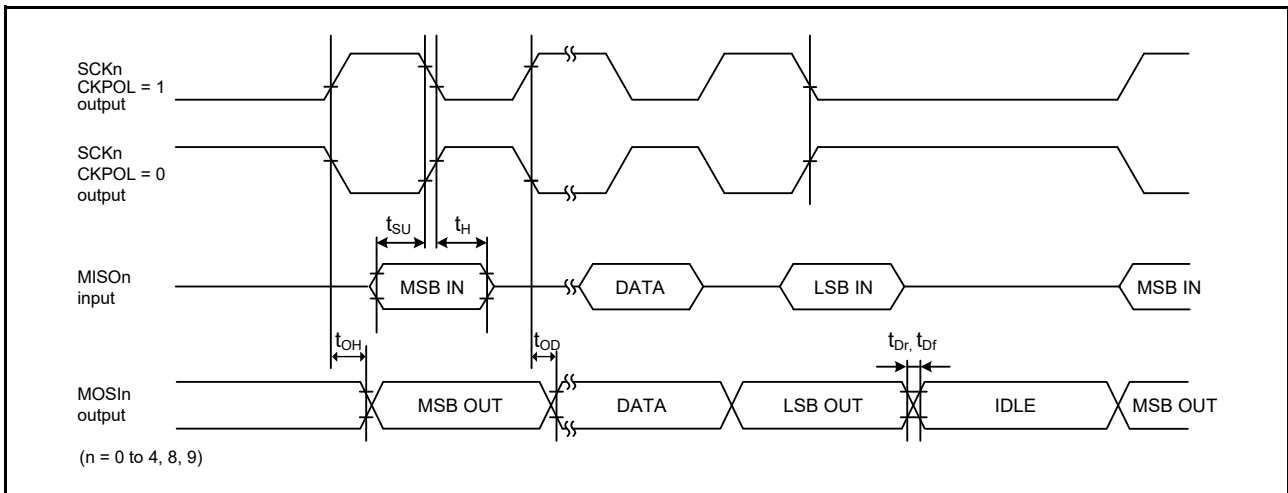 SCKn
CKPOL = 1
output
SCKn
CKPOL = 0
output
tSU
tH
MISOn
input
MSB IN
DATA
LSB IN
MSB IN
tOH
tOD
tDr, tDf
MOSIn
output
MSB OUT
DATA
LSB OUT
IDLE
MSB OUT
(n = 0 to 4, 8, 9)